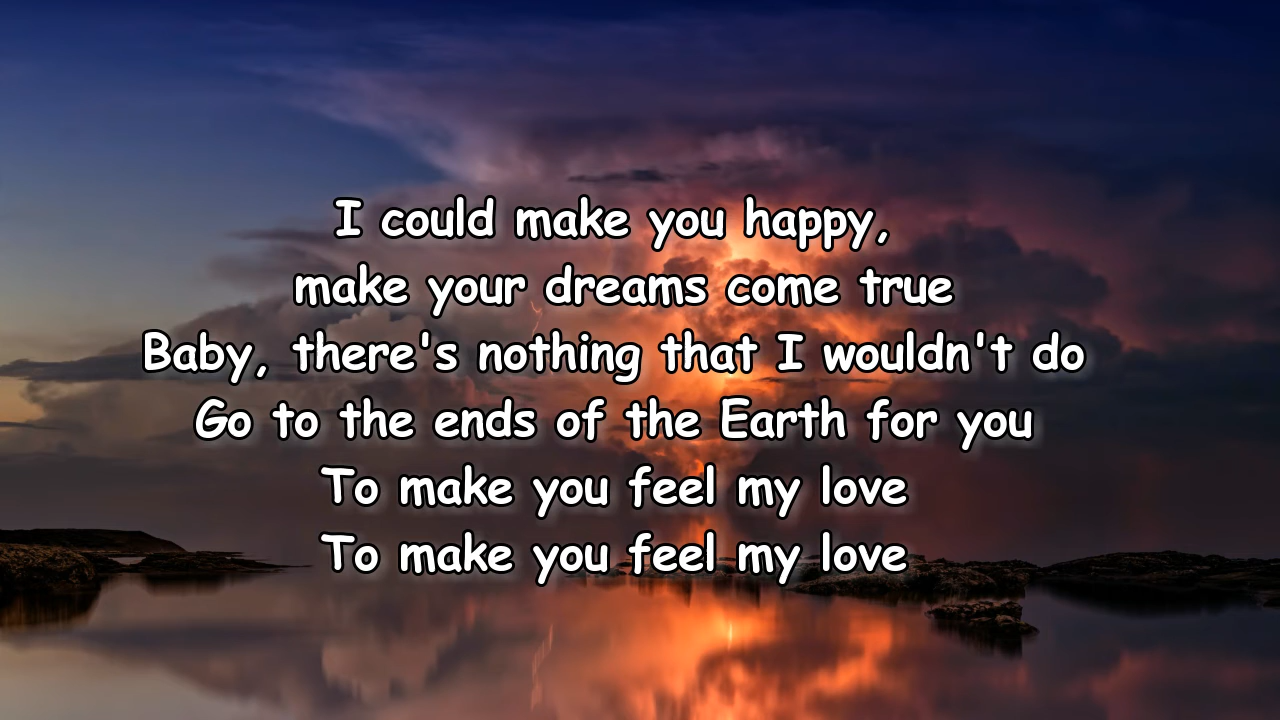 I could make you happy,
make your dreams come true
Baby, there's nothing that I wouldn't do
Go to the ends of the Earth for you
To make you feel my love
To make you feel my love